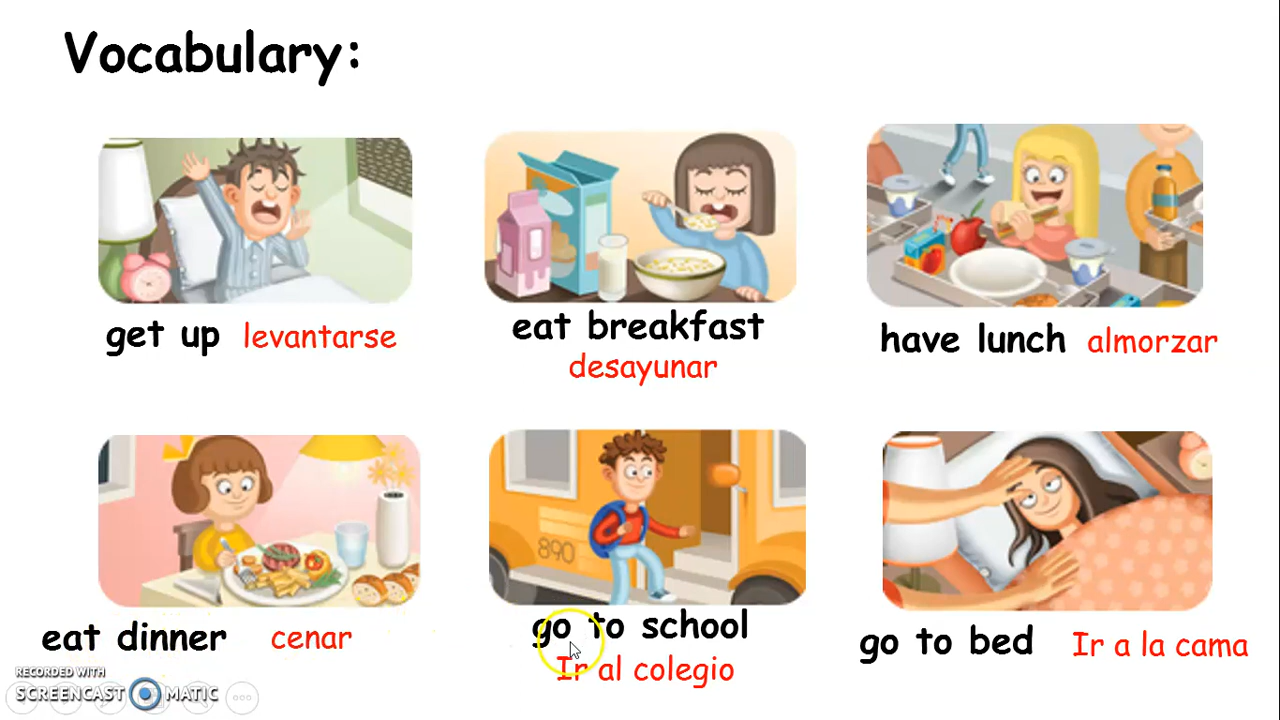 Vocabulary:
get up levantarse
eat breakfast
desayunar
have lunch almorzar
890
eat dinner cenar
go to school
Ir al colegio
go to bed Ir a la cama
RECORDED WITH
SCREENCAST MATIC